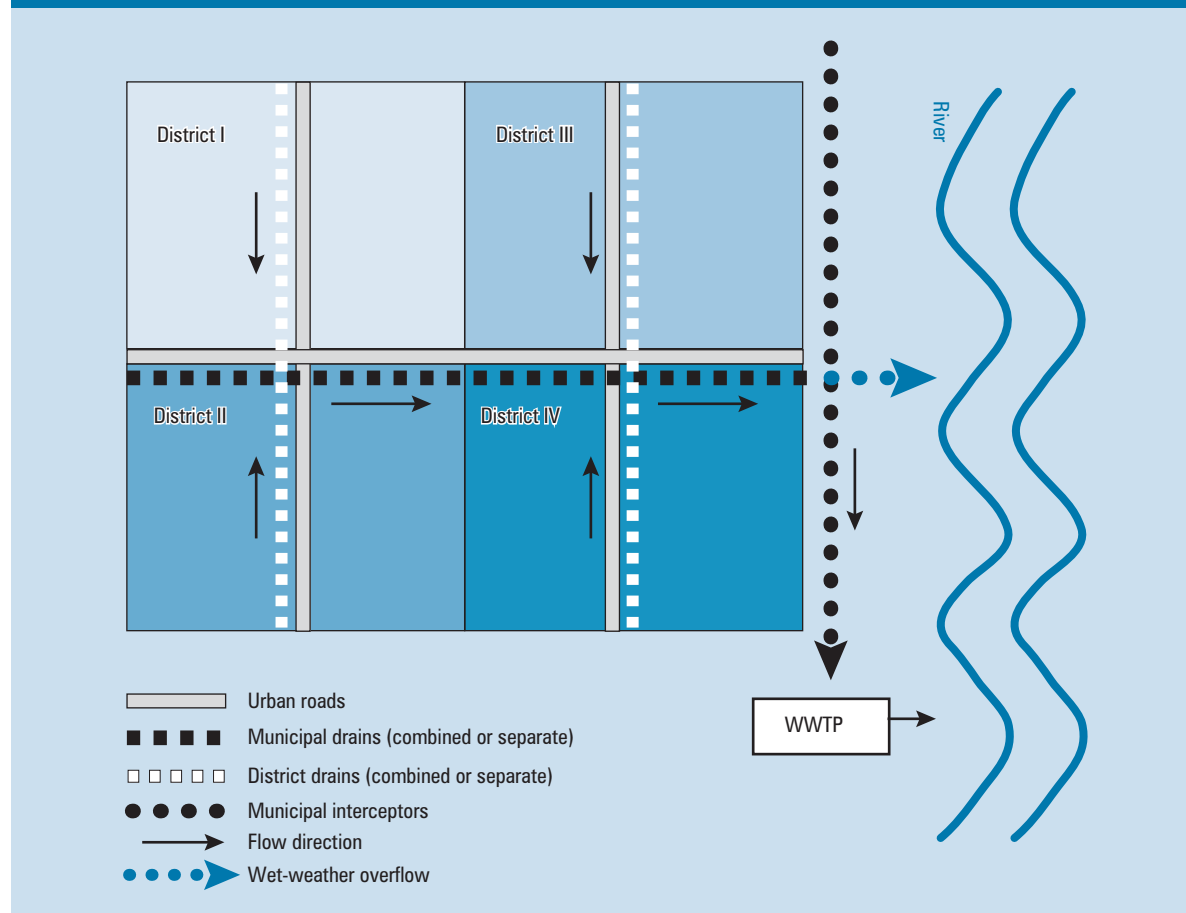 District I
District III
River
District II
District IV
WWTP
Urban roads
Municipal drains (combined or separate)
District drains (combined or separate)
Municipal interceptors
Flow direction
Wet-weather overflow